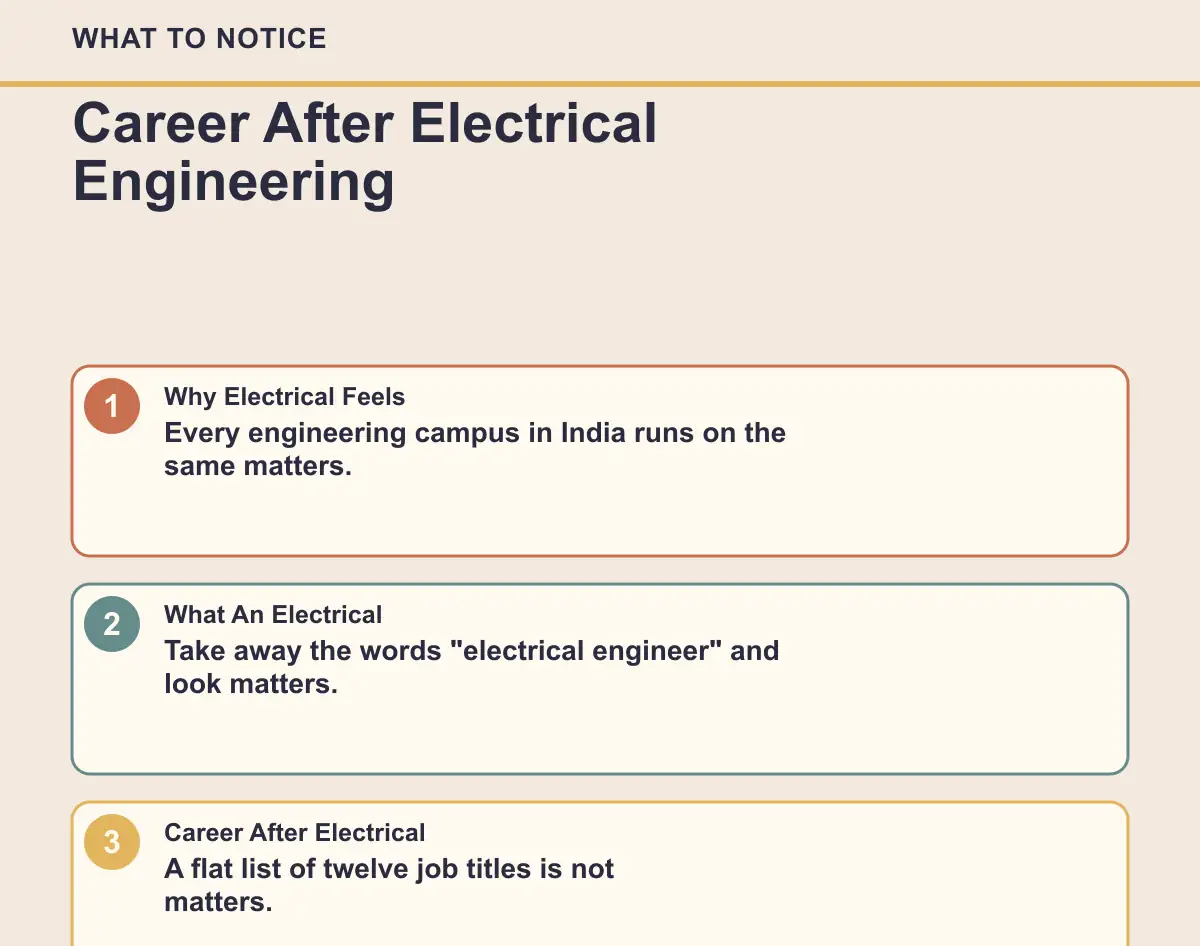 WHAT TO NOTICE
Career After Electrical
Engineering
1
Why Electrical Feels
Every engineering campus in India runs on the
same matters.
2
What An Electrical
Take away the words "electrical engineer" and
look matters.
3
Career After Electrical
A flat list of twelve job titles is not
matters.